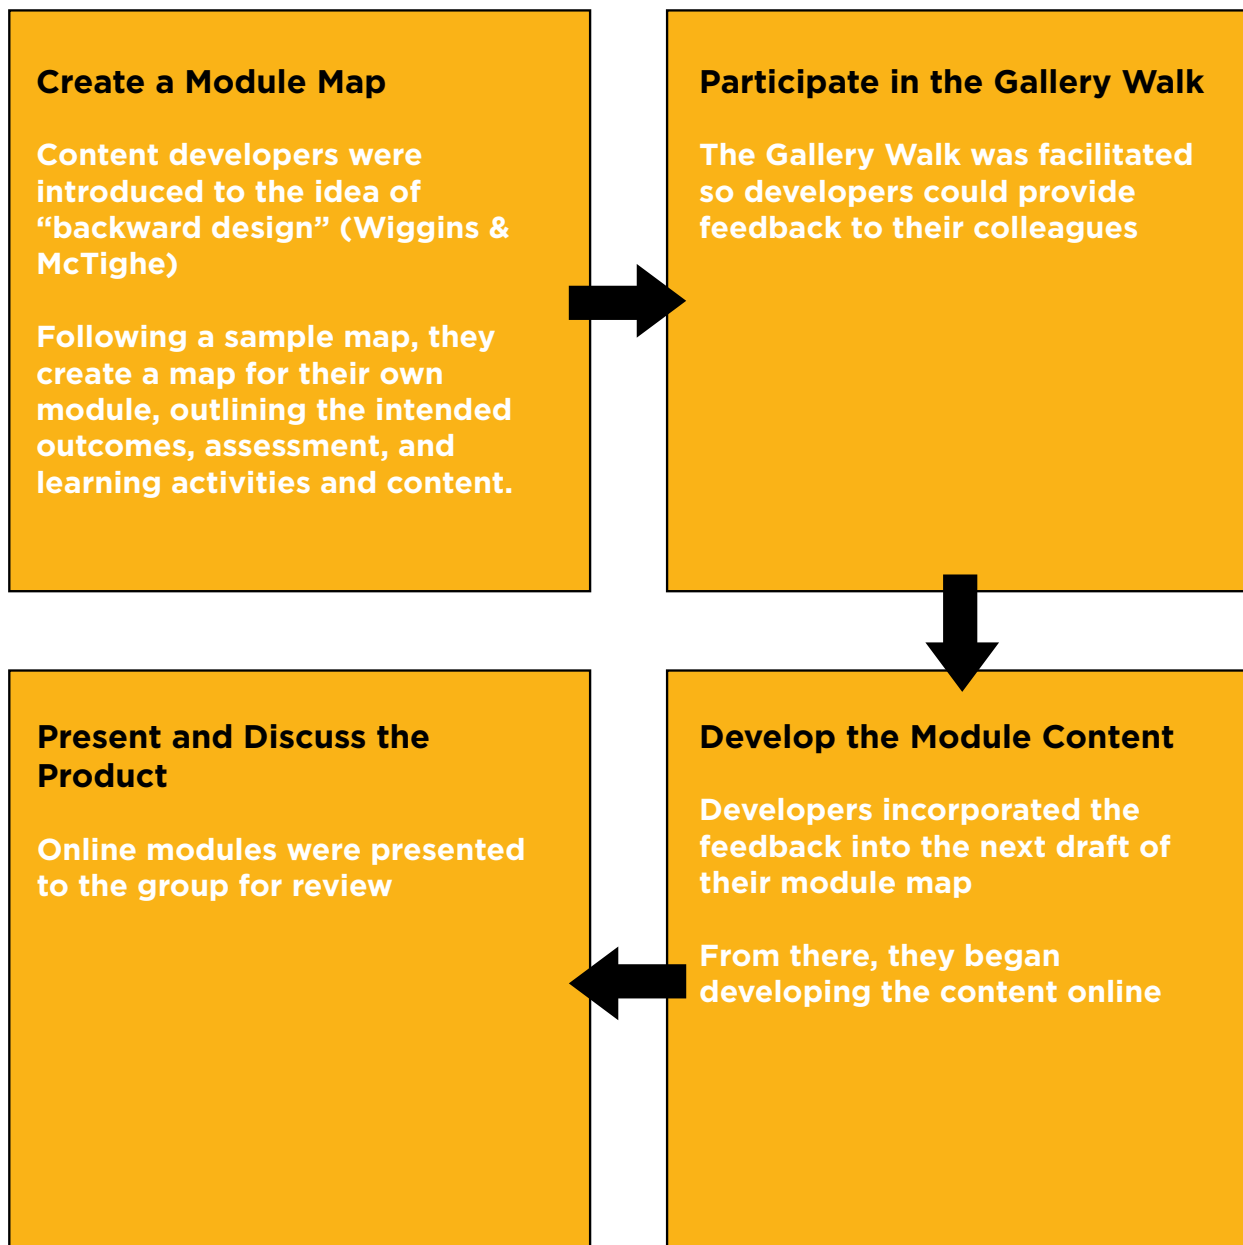 Create a Module Map
Content developers were
introduced to the idea of
“backward design” (Wiggins &
McTighe)
Following a sample map, they
create a map for their own
module, outlining the intended
outcomes, assessment, and
learning activities and content.
Participate in the Gallery Walk
The Gallery Walk was facilitated
so developers could provide
feedback to their colleagues
Develop the Module Content
Developers incorporated the
feedback into the next draft of
their module map
From there, they began
developing the content online
Present and Discuss the
Product
Online modules were presented
to the group for review